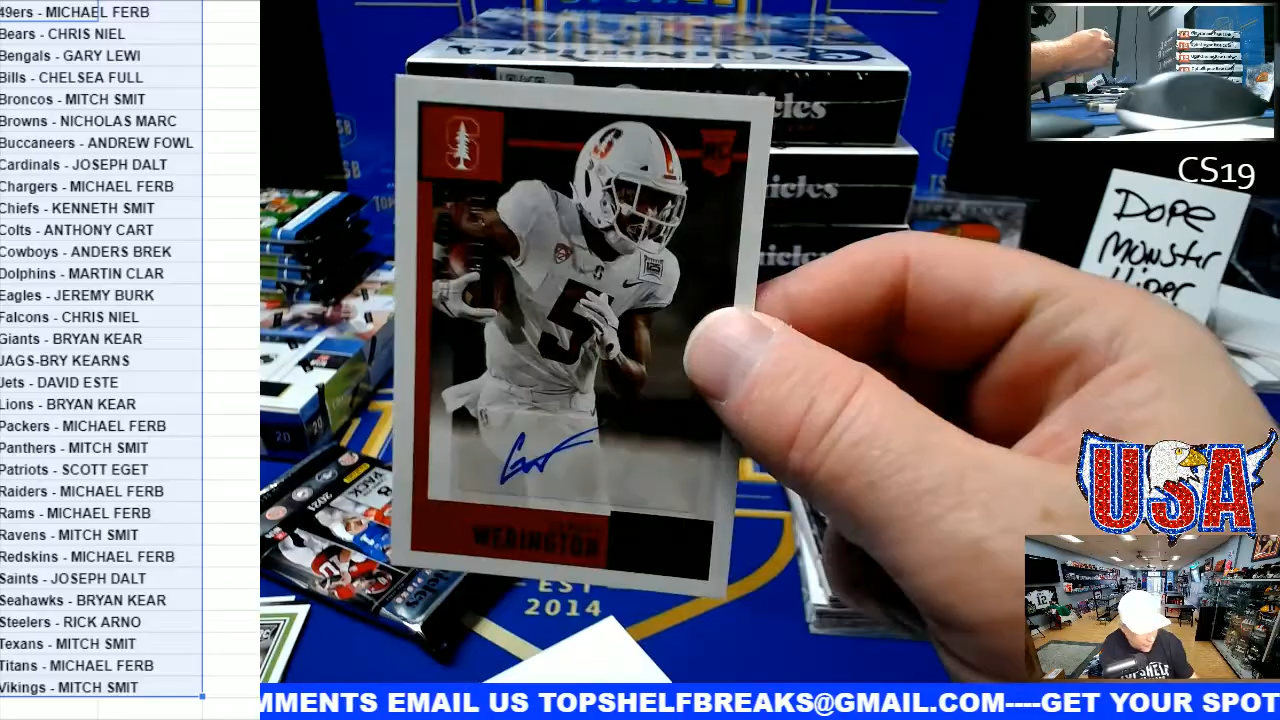 49ers - MICHAEL FERB
Bears - CHRIS NIEL
Bengals - GARY LEWI
Bills - CHELSEA FULL
Broncos - MITCH SMIT
Browns - NICHOLAS MARC
Buccaneers - ANDREW FOWL
Cardinals - JOSEPH DALT
Chargers - MICHAEL FERB
Chiefs - KENNETH SMIT
Colts - ANTHONY CART
Cowboys - ANDERS BREK
Dolphins - MARTIN CLAR
Eagles - JEREMY BURK
Falcons - CHRIS NIEL
Giants - BRYAN KEAR
JAGS-BRY KEARNS
Jets - DAVID ESTE
Lions - BRYAN KEAR
Packers - MICHAEL FERB
Panthers - MITCH SMIT
Patriots - SCOTT EGET
Raiders - MICHAEL FERB
Rams - MICHAEL FERB
Ravens - MITCH SMIT
Redskins - MICHAEL FERB
Saints - JOSEPH DALT
Seahawks - BRYAN KEAR
Steelers - RICK ARNO
Texans - MITCH SMIT
Titans - MICHAEL FERB
Vikings - MITCH SMIT
S
RC
5
WEDINGTON
EST
2014
CS19
DOPE
MONSTER
USA
MMENTS EMAIL US TOPSHELFBREAKS@GMAIL.COM----GET YOUR SPOT